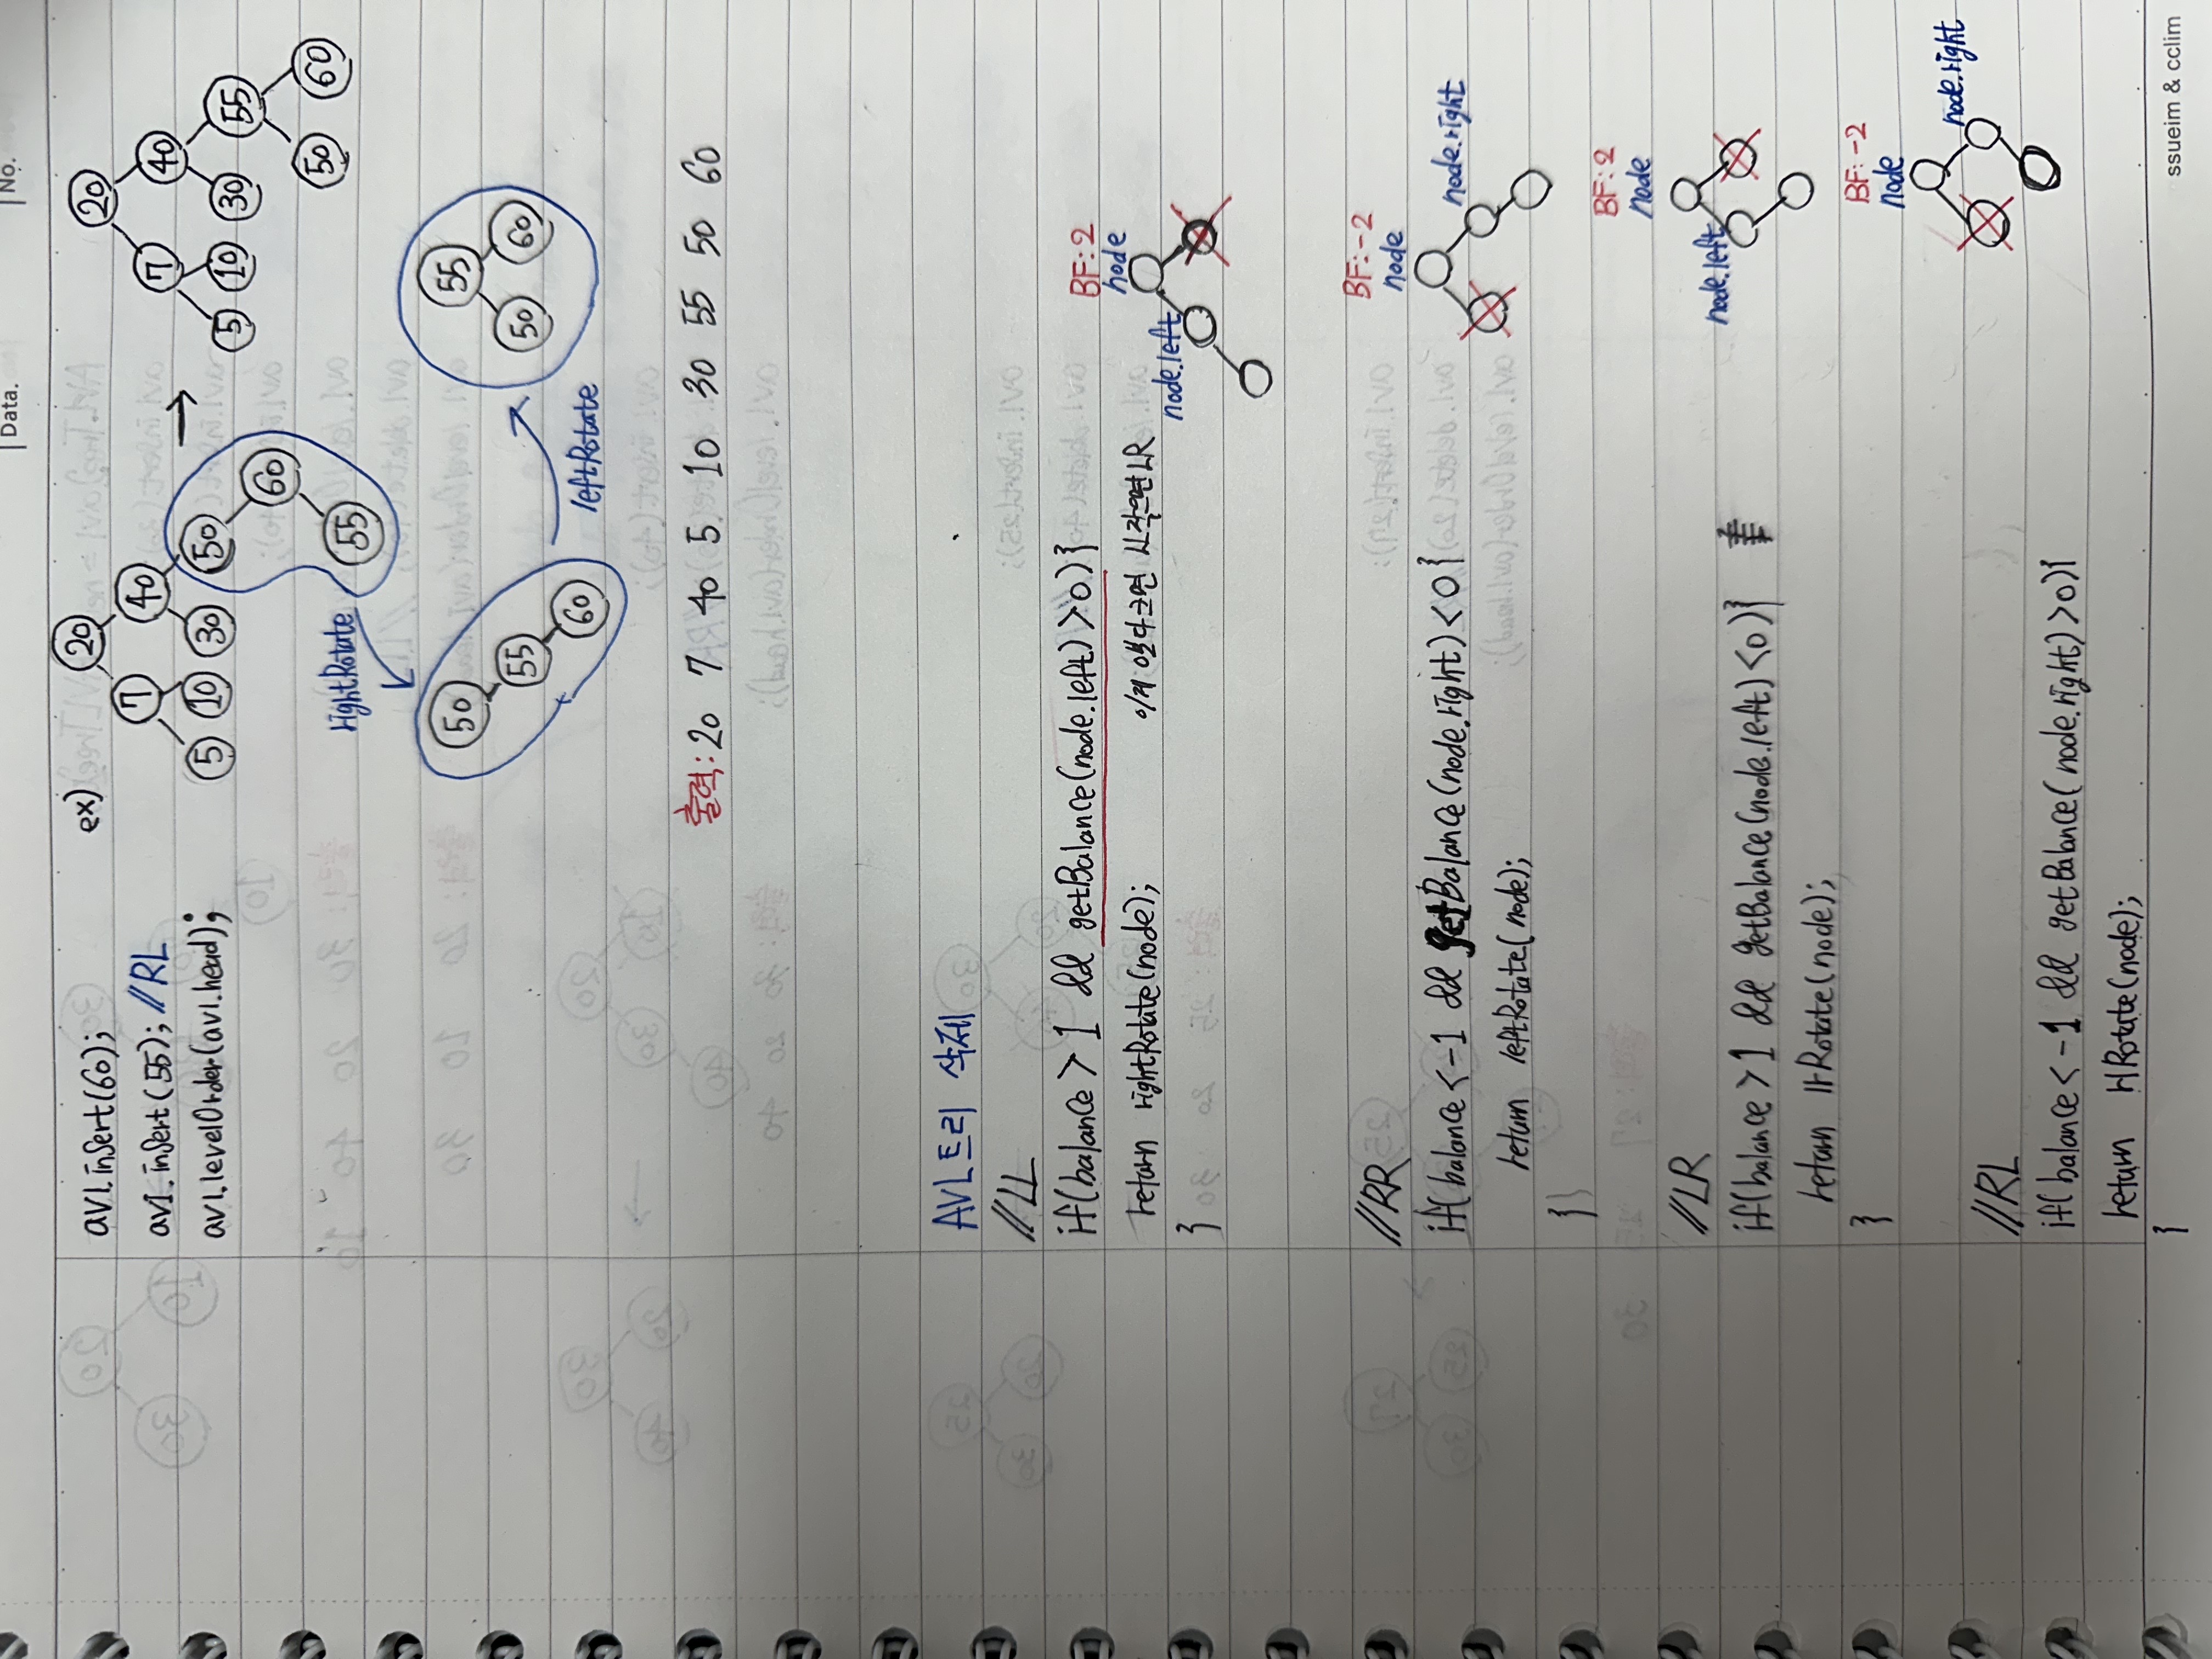 Data.
No.
avl.insert(60);
avl.insert(55); //RL
avl.levelOrder(avl.head);
ex)
20
7 40
5 10 30 50
60
55
→
20
7 40
5 10 30 55
50 60
rightRotate
50
55
60
leftRotate
55
50 60
출력: 20 7 40 5 10 30 55 50 60
AVL트리 삭제
//LL
if(balance > 1 && getBalance(node.left) > 0){
return rightRotate(node);
이게 0보다 크면 LL 작으면 LR
}
BF: 2
node
node.left
//RR
if(balance < -1 && getBalance(node.right) < 0{
return leftRotate(node);
}
BF: -2
node
node.right
//LR
if(balance > 1 && getBalance(node.left) < 0){
return lrRotate(node);
}
BF: 2
node
node.left
//RL
if(balance < -1 && getBalance(node.right) > 0){
return rlRotate(node);
}
BF: -2
node
node.right
ssueim & cclim